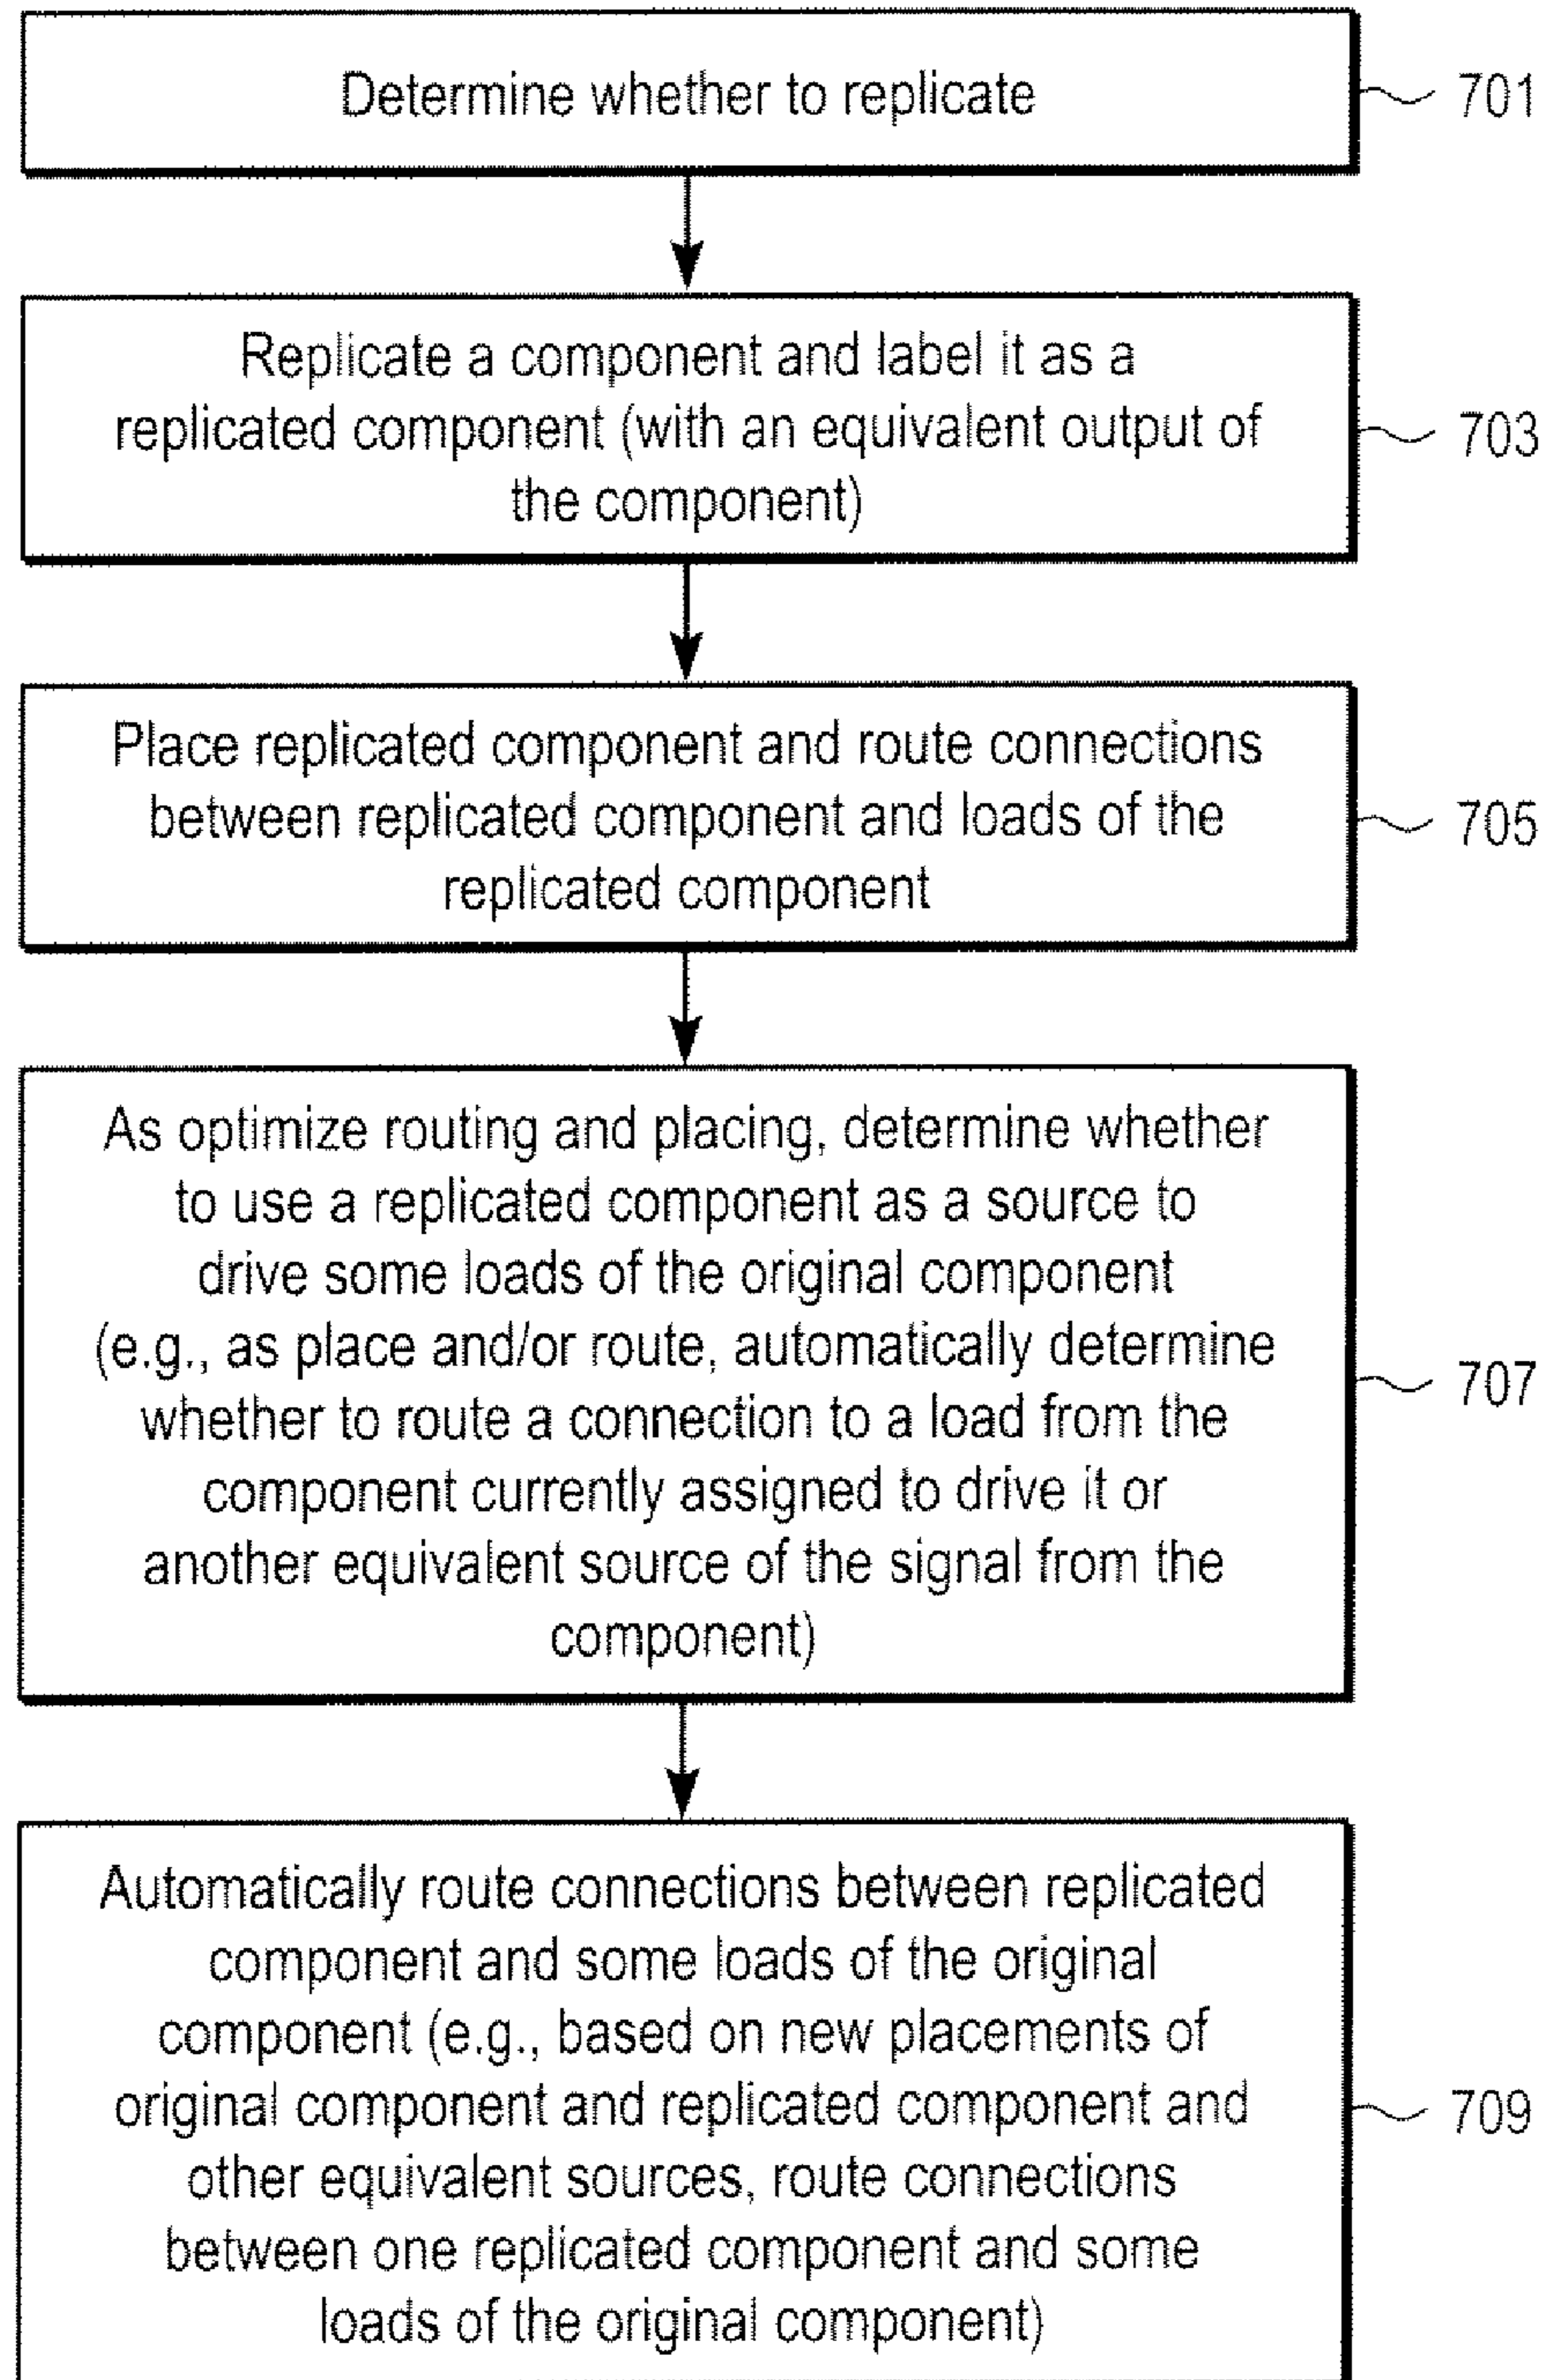 Determine whether to replicate
701
Replicate a component and label it as a
replicated component (with an equivalent output of
the component)
703
Place replicated component and route connections
between replicated component and loads of the
replicated component
705
As optimize routing and placing, determine whether
to use a replicated component as a source to
drive some loads of the original component
(e.g., as place and/or route, automatically determine
whether to route a connection to a load from the
component currently assigned to drive it or
another equivalent source of the signal from the
component)
707
Automatically route connections between replicated
component and some loads of the original
component (e.g., based on new placements of
original component and replicated component and
other equivalent sources, route connections
between one replicated component and some
loads of the original component)
709